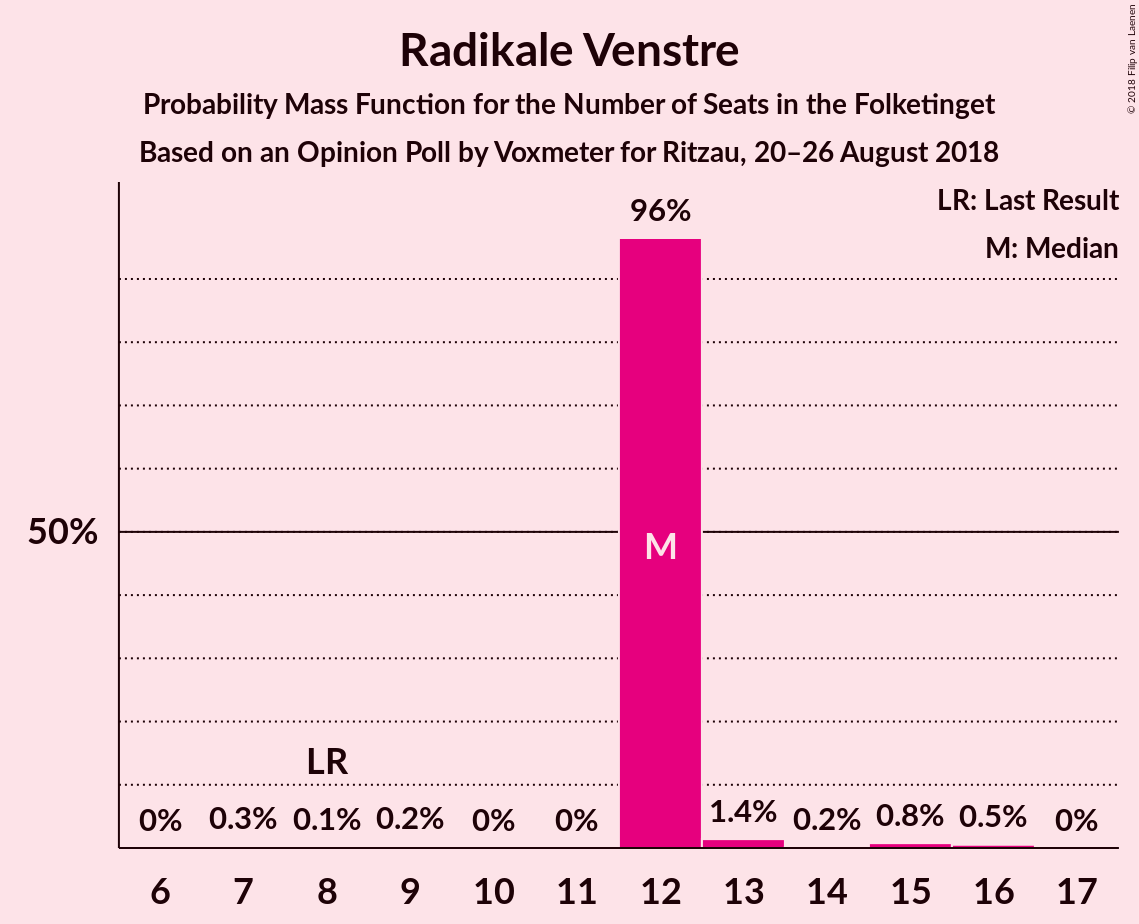 Radikale Venstre
Probability Mass Function for the Number of Seats in the Folketinget
Based on an Opinion Poll by Voxmeter for Ritzau, 20–26 August 2018
© 2018 Filip van Laenen
LR: Last Result
M: Median
96%
50%
M
LR
0% 0.3% 0.1% 0.2% 0% 0% 1.4% 0.2% 0.8% 0.5% 0%
6 7 8 9 10 11 12 13 14 15 16 17